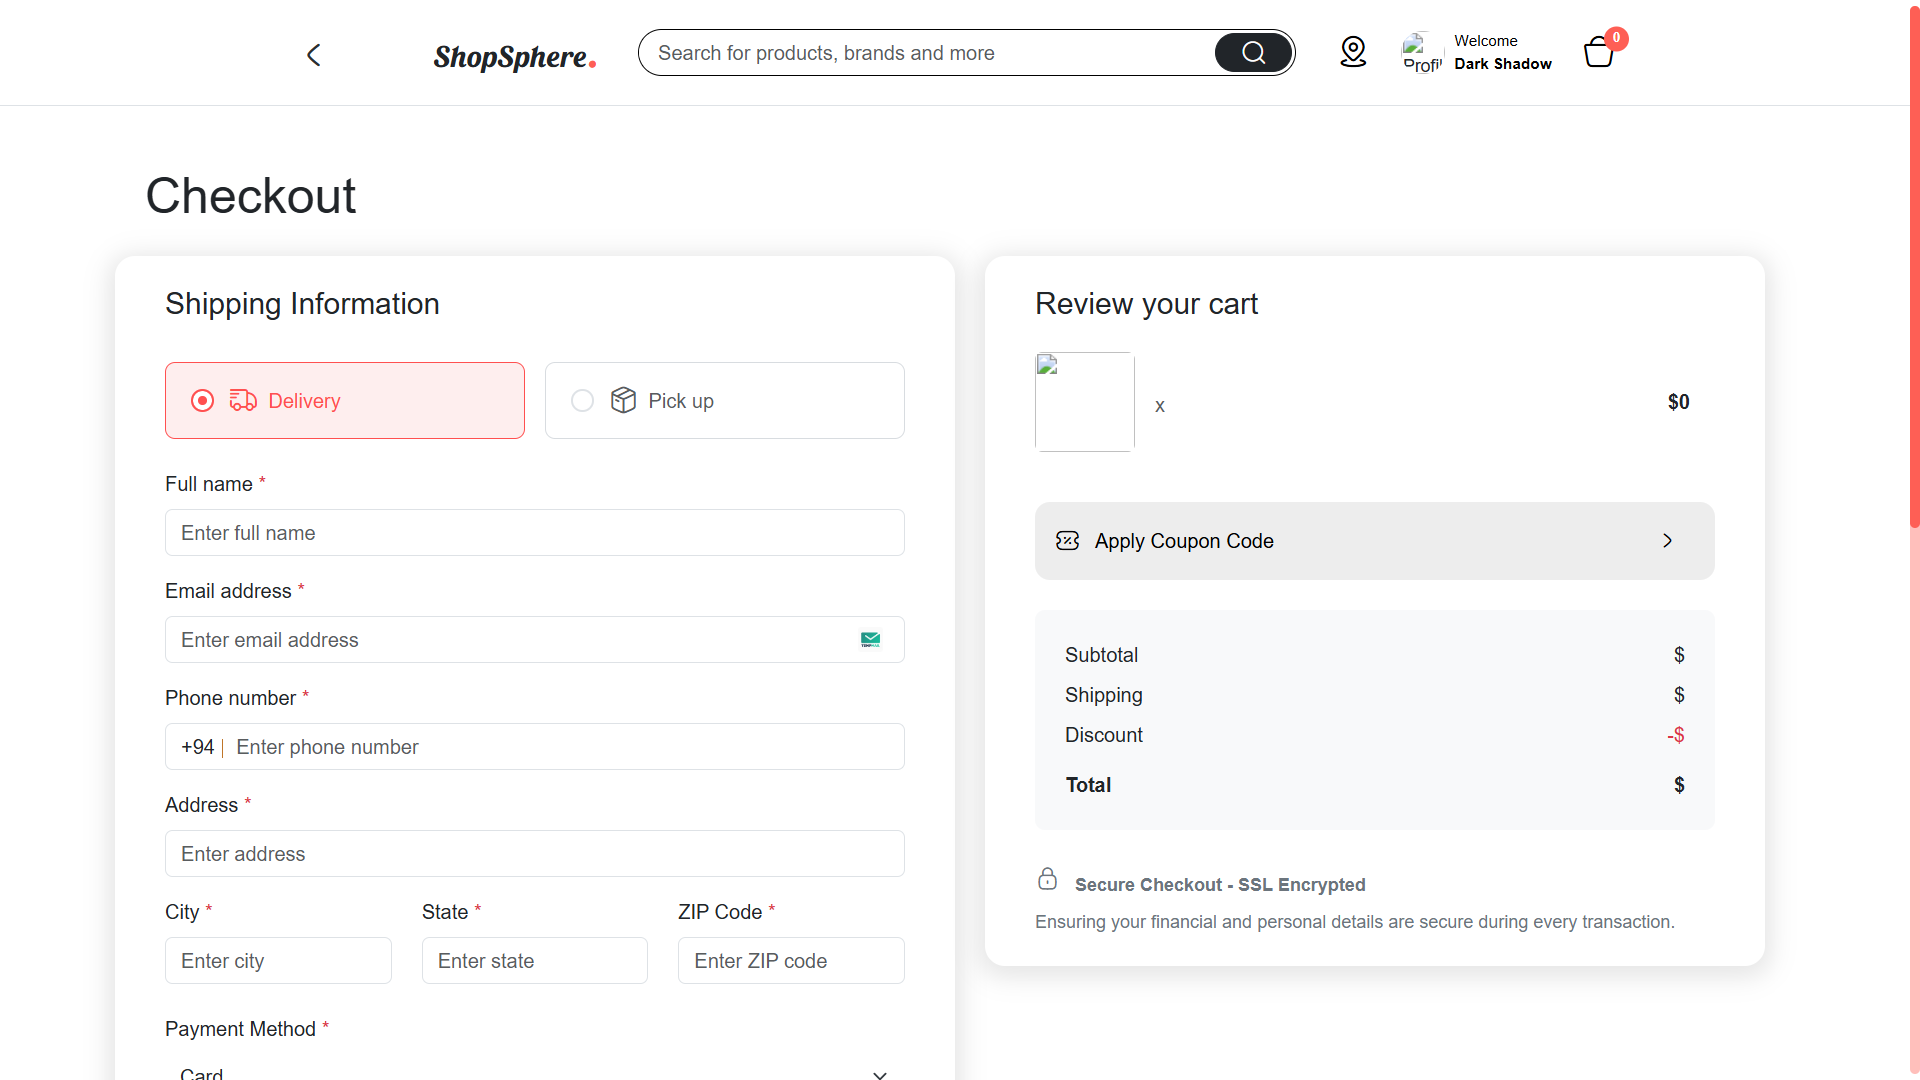 ShopSphere.
Search for products, brands and more
Profil
Welcome
Dark Shadow
0
Checkout
Shipping Information
Delivery
Pick up
Full name *
Enter full name
Email address *
Enter email address
Phone number *
+94 | Enter phone number
Address *
Enter address
City *
State *
ZIP Code *
Enter city
Enter state
Enter ZIP code
Payment Method *
Card
Review your cart
x
$0
Apply Coupon Code
Subtotal $
Shipping $
Discount -$
Total $
Secure Checkout - SSL Encrypted
Ensuring your financial and personal details are secure during every transaction.